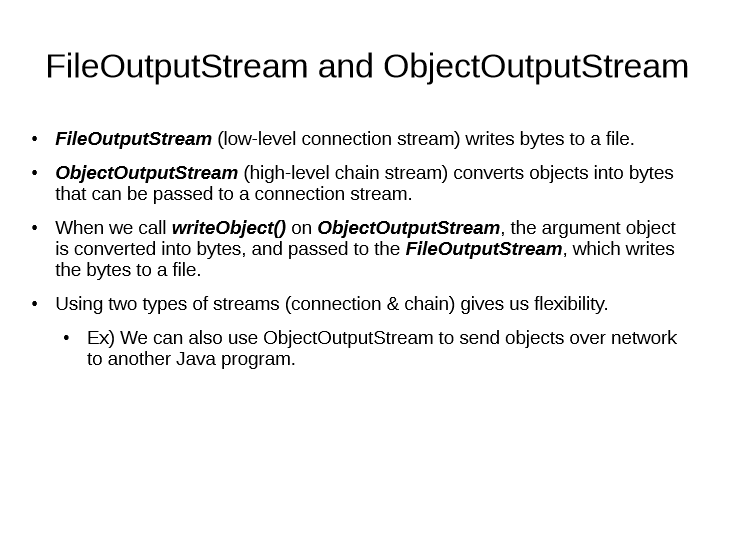 FileOutputStream and ObjectOutputStream
• FileOutputStream (low-level connection stream) writes bytes to a file.
• ObjectOutputStream (high-level chain stream) converts objects into bytes
that can be passed to a connection stream.
• When we call writeObject() on ObjectOutputStream, the argument object
is converted into bytes, and passed to the FileOutputStream, which writes
the bytes to a file.
• Using two types of streams (connection & chain) gives us flexibility.
• Ex) We can also use ObjectOutputStream to send objects over network
to another Java program.